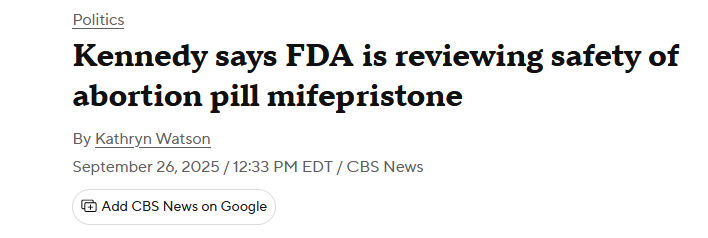 Politics
Kennedy says FDA is reviewing safety of
abortion pill mifepristone
By Kathryn Watson
September 26, 2025 / 12:33 PM EDT / CBS News
Add CBS News on Google